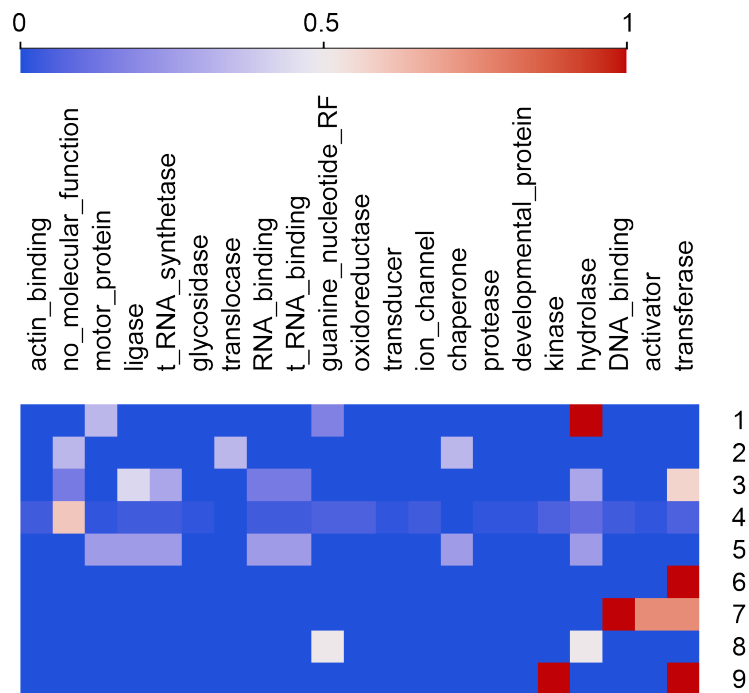 0 0.5 1
actin_binding
no_molecular_function
motor_protein
ligase
t_RNA_synthetase
glycosidase
translocase
RNA_binding
t_RNA_binding
guanine_nucleotide_RF
oxidoreductase
transducer
ion_channel
chaperone
protease
developmental_protein
kinase
hydrolase
DNA_binding
activator
transferase
1
2
3
4
5
6
7
8
9